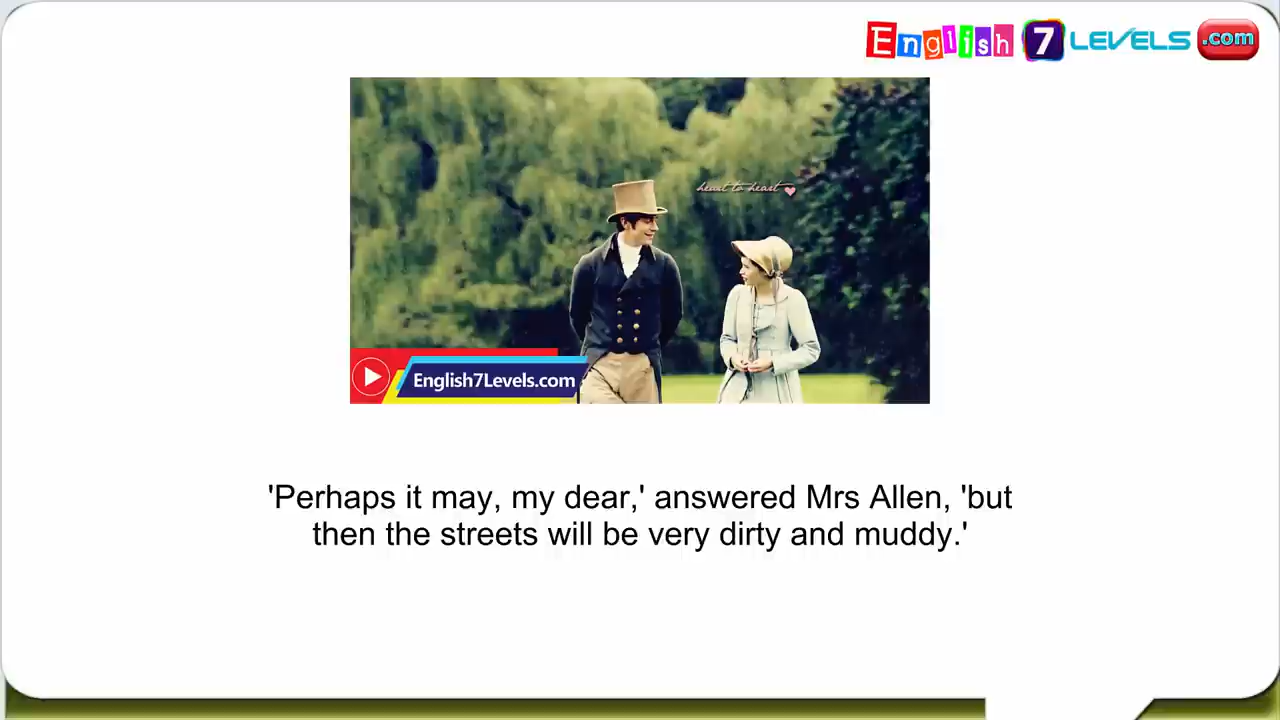 English 7 LEVELS .com
heart to heart
English7Levels.com
'Perhaps it may, my dear,' answered Mrs Allen, 'but
then the streets will be very dirty and muddy.'